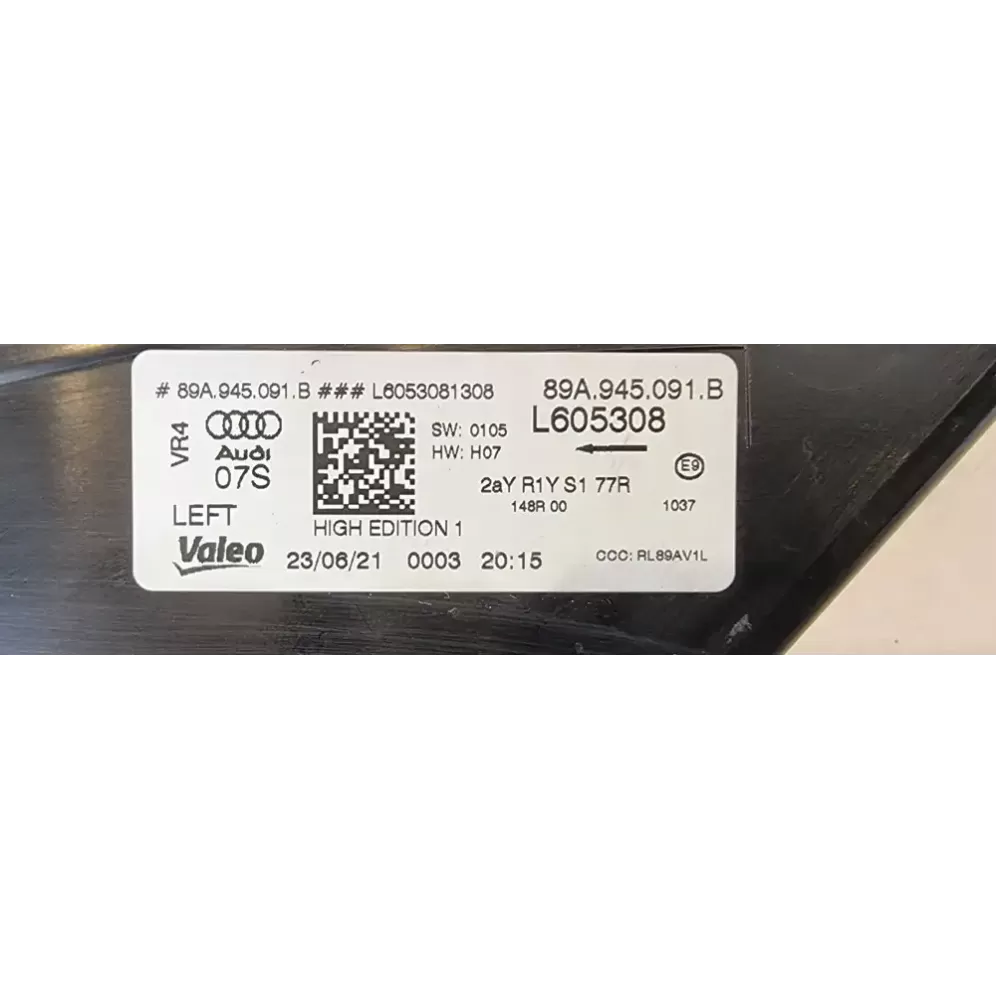 # 89A.945.091.B ### L6053081308 89A.945.091.B
L605308
VR4
Audi
07S
SW: 0105
HW: H07
E9
2aY R1Y S1 77R
148R 00 1037
LEFT
HIGH EDITION 1
Valeo
23/06/21 0003 20:15
CCC: RL89AV1L